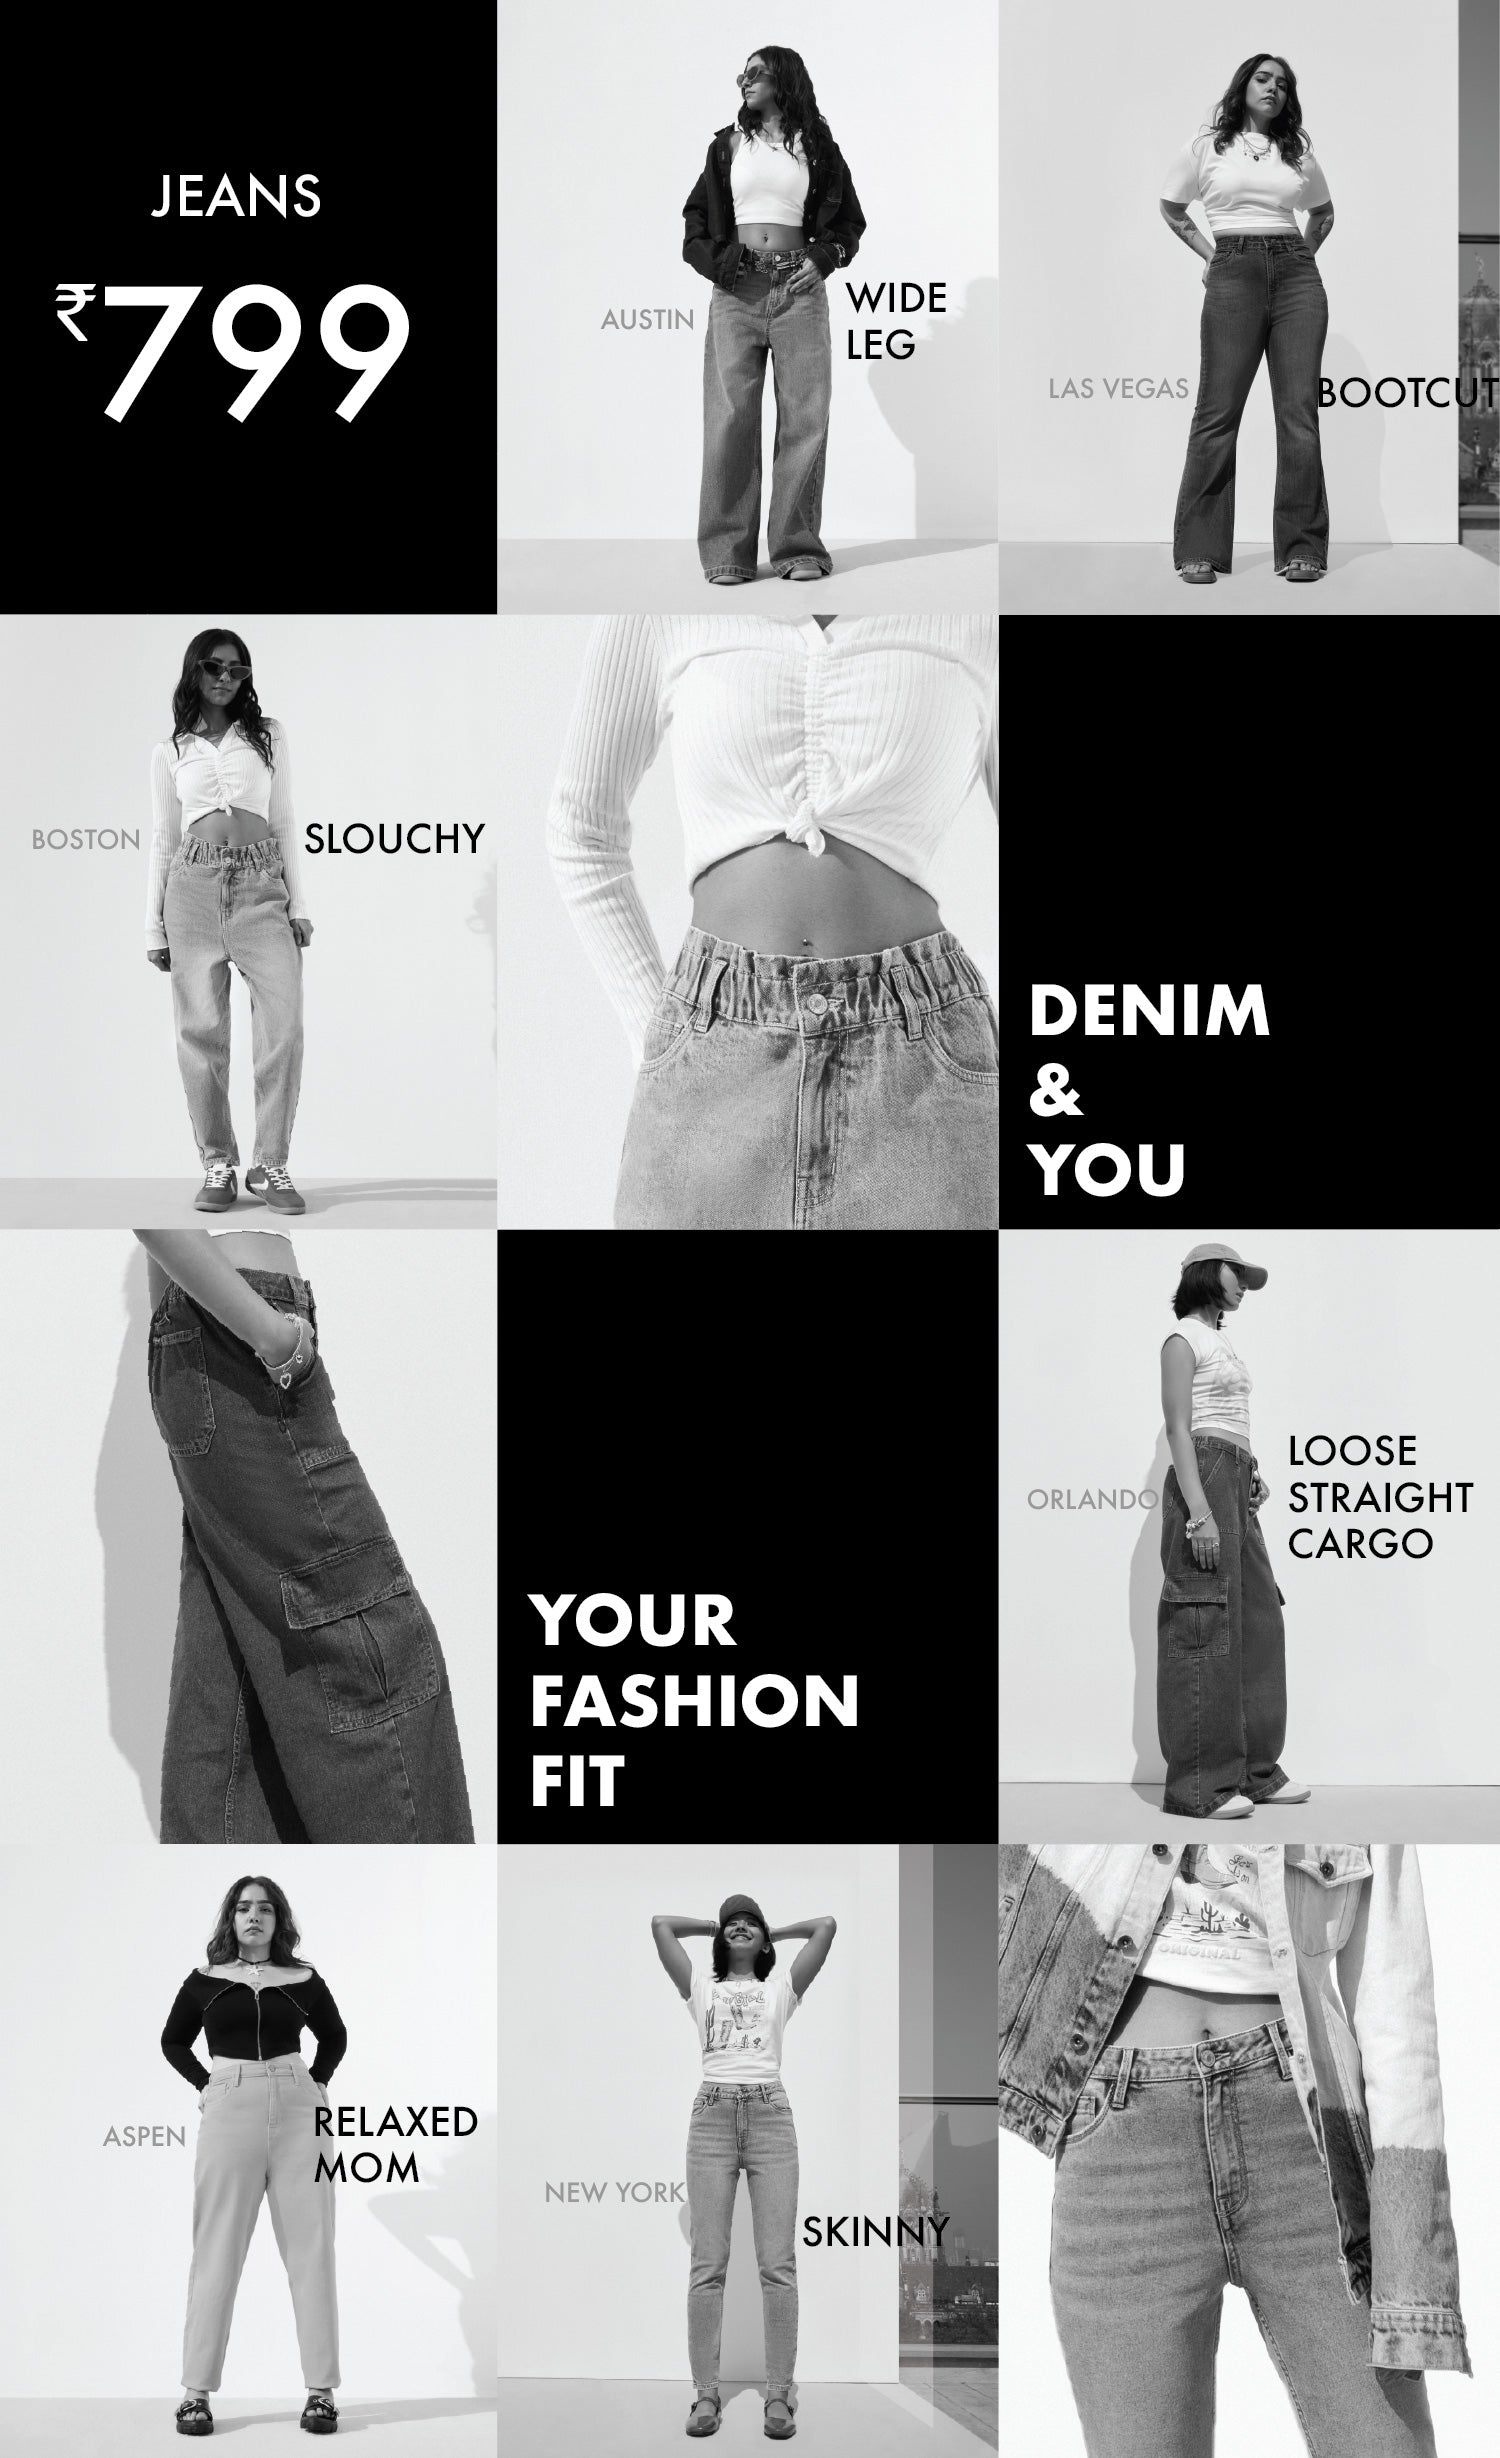 JEANS
₹799
AUSTIN
WIDE
LEG
LAS VEGAS
BOOTCUT
BOSTON
SLOUCHY
DENIM
&
YOU
YOUR
FASHION
FIT
ORLANDO
LOOSE
STRAIGHT
CARGO
ASPEN
RELAXED
MOM
NEW YORK
SKINNY
ORIGINAL